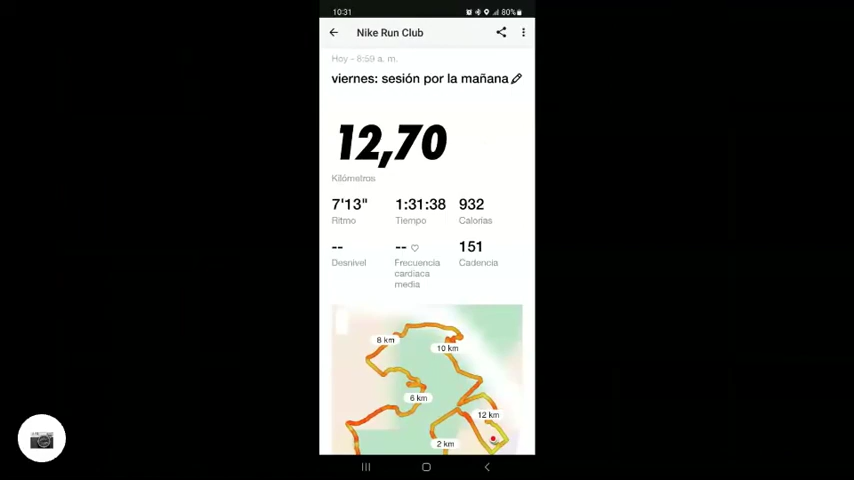 10:31 80%
Nike Run Club
Hoy - 8:59 a. m.
viernes: sesión por la mañana
12,70
Kilómetros
7'13" 1:31:38 932
Ritmo Tiempo Calorías
-- -- 151
Desnivel Frecuencia cardiaca media Cadencia
8 km
10 km
6 km
12 km
2 km